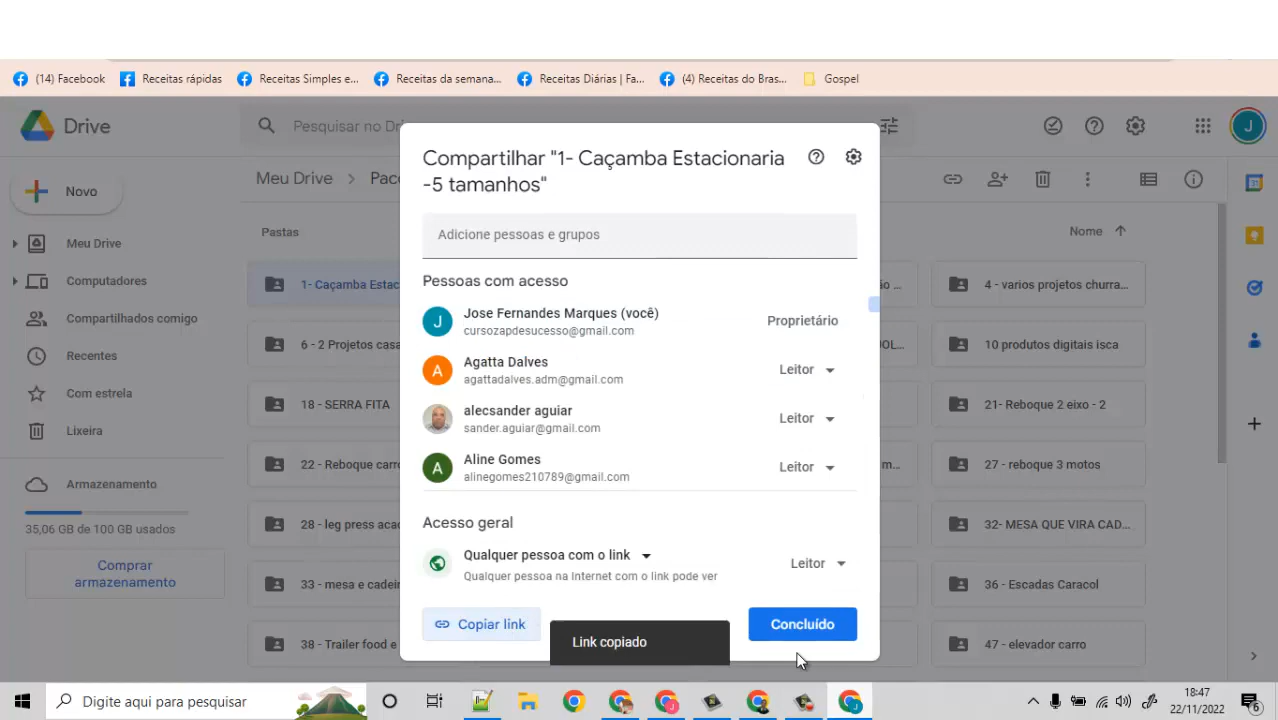 (14) Facebook
Receitas rápidas
Receitas Simples e...
Receitas da semana...
Receitas Diárias | Fa...
(4) Receitas do Bras...
Gospel
Drive
Pesquisar no Dri
Novo
Meu Drive
Computadores
Compartilhados comigo
Recentes
Com estrela
Lixeira
Armazenamento
35,06 GB de 100 GB usados
Comprar
armazenamento
Meu Drive
Pastas
Nome
1- Caçamba Estac
4 - varios projetos churra...
6 - 2 Projetos casa
10 produtos digitais isca
18 - SERRA FITA
21- Reboque 2 eixo - 2
22 - Reboque carro
27 - reboque 3 motos
28 - leg press aca
32- MESA QUE VIRA CAD...
33 - mesa e cadei
36 - Escadas Caracol
38 - Trailer food e
47 - elevador carro
Compartilhar "1- Caçamba Estacionaria
-5 tamanhos"
Adicione pessoas e grupos
Pessoas com acesso
J
Jose Fernandes Marques (você)
cursozapdesucesso@gmail.com
Proprietário
A
Agatta Dalves
agattadalves.adm@gmail.com
Leitor
alecsander aguiar
sander.aguiar@gmail.com
Leitor
A
Aline Gomes
alinegomes210789@gmail.com
Leitor
Acesso geral
Qualquer pessoa com o link
Qualquer pessoa na Internet com o link pode ver
Leitor
Copiar link
Link copiado
Concluído
J
Digite aqui para pesquisar
18:47
22/11/2022
6